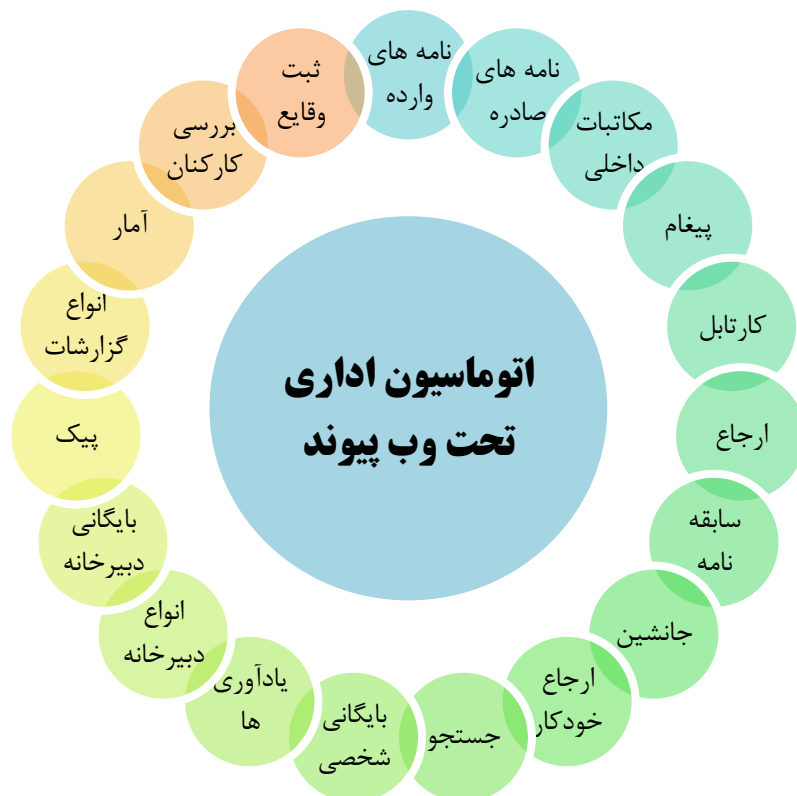 اتوماسیون اداری
تحت وب پیوند
نامه های
وارده
نامه های
صادره
مکاتبات
داخلی
پیغام
کارتابل
ارجاع
سابقه
نامه
جانشین
ارجاع
خودکار
جستجو
بایگانی
شخصی
یادآوری
ها
انواع
دبیرخانه
بایگانی
دبیرخانه
پیک
انواع
گزارشات
آمار
بررسی
کارکنان
ثبت
وقایع